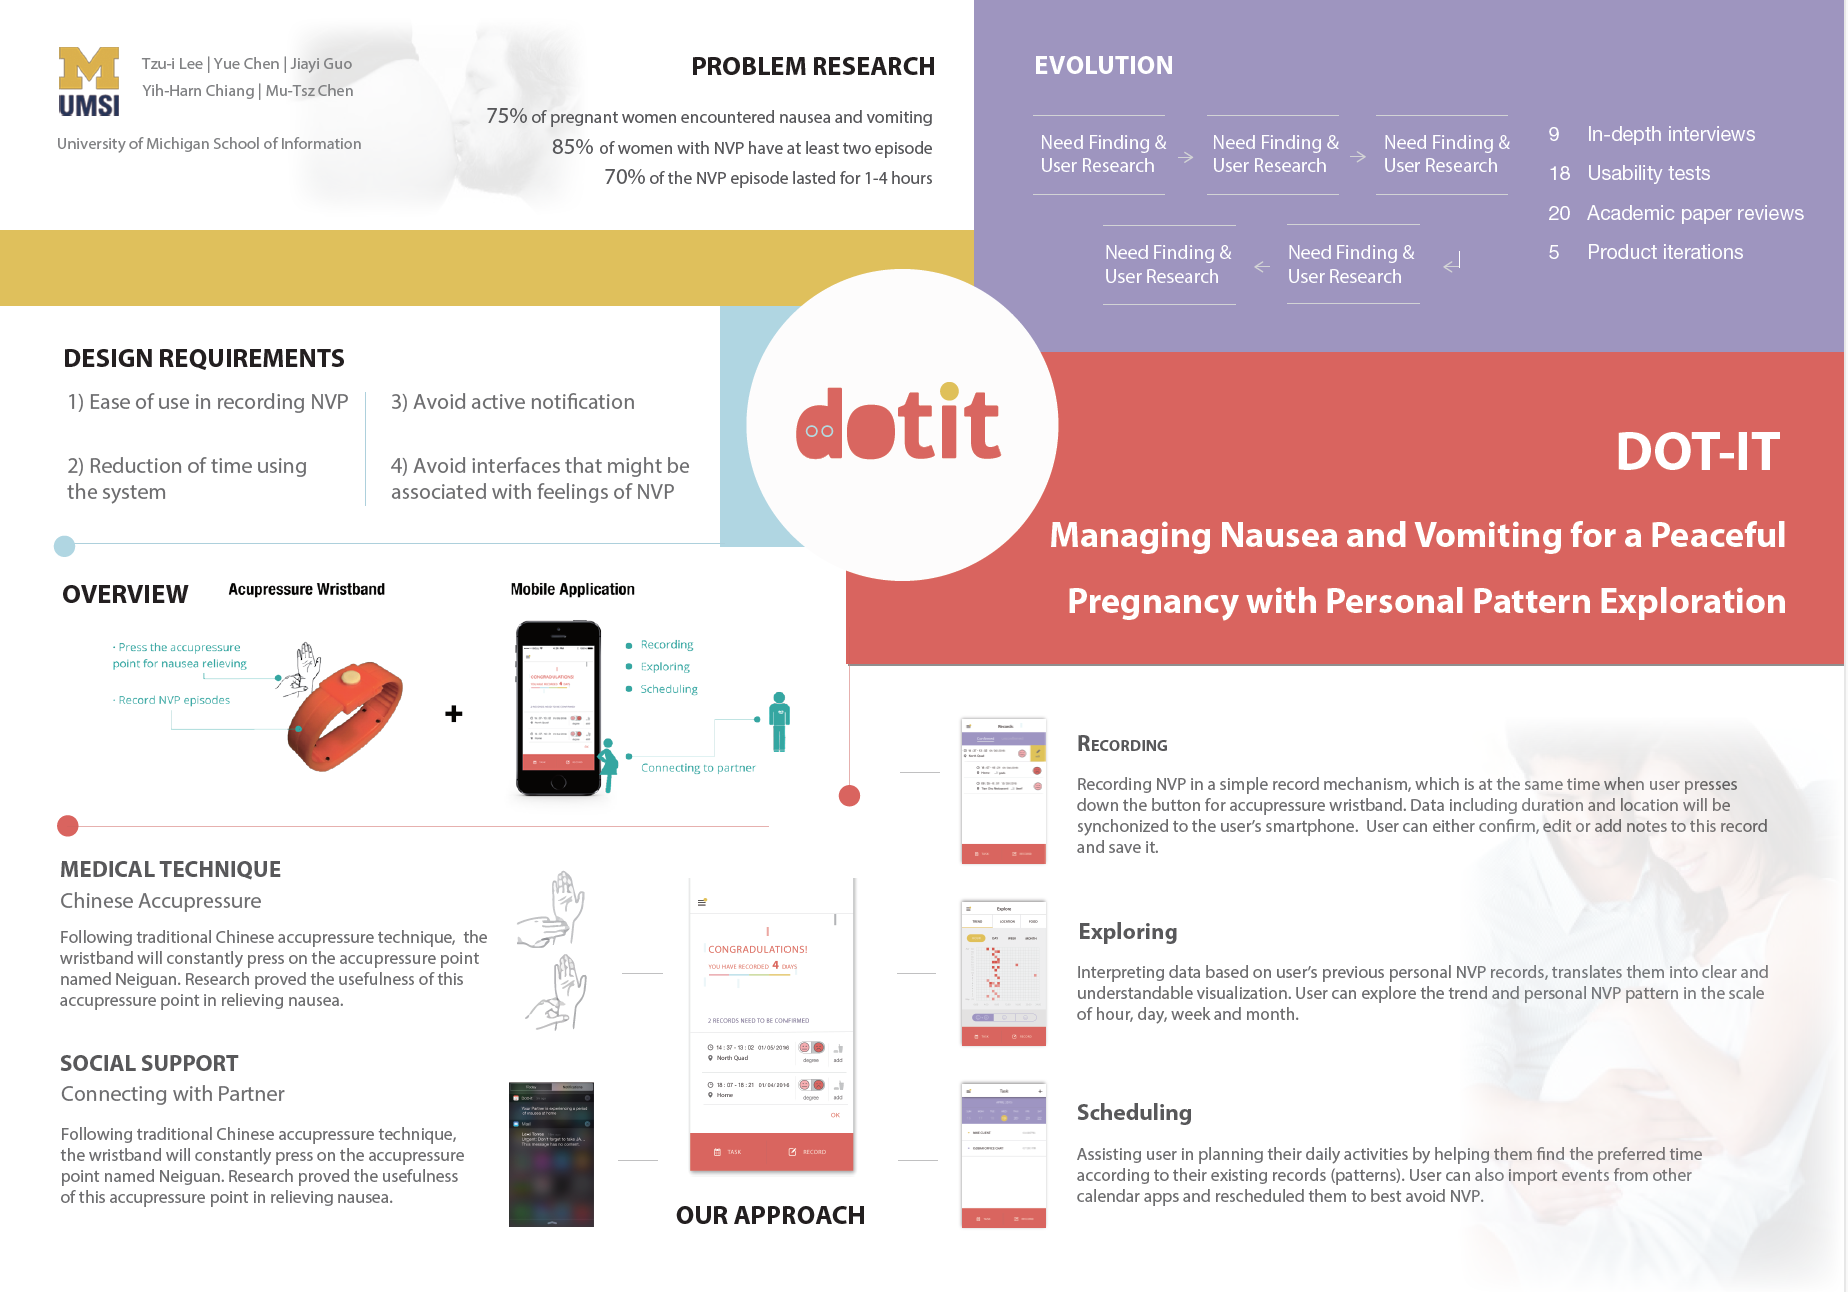 UMSI
Tzu-i Lee | Yue Chen | Jiayi Guo
Yih-Harn Chiang | Mu-Tsz Chen
University of Michigan School of Information
PROBLEM RESEARCH
75% of pregnant women encountered nausea and vomiting
85% of women with NVP have at least two episode
70% of the NVP episode lasted for 1-4 hours
EVOLUTION
Need Finding &
User Research
Need Finding &
User Research
Need Finding &
User Research
Need Finding &
User Research
Need Finding &
User Research
9 In-depth interviews
18 Usability tests
20 Academic paper reviews
5 Product iterations
DESIGN REQUIREMENTS
1) Ease of use in recording NVP
2) Reduction of time using
the system
3) Avoid active notification
4) Avoid interfaces that might be
associated with feelings of NVP
dotit
DOT-IT
Managing Nausea and Vomiting for a Peaceful
Pregnancy with Personal Pattern Exploration
OVERVIEW
Acupressure Wristband
· Press the accupressure
point for nausea relieving
· Record NVP episodes
+
Mobile Application
Recording
Exploring
Scheduling
Connecting to partner
MEDICAL TECHNIQUE
Chinese Accupressure
Following traditional Chinese accupressure technique, the
wristband will constantly press on the accupressure point
named Neiguan. Research proved the usefulness of this
accupressure point in relieving nausea.
SOCIAL SUPPORT
Connecting with Partner
Following traditional Chinese accupressure technique,
the wristband will constantly press on the accupressure
point named Neiguan. Research proved the usefulness
of this accupressure point in relieving nausea.
CONGRADULATIONS!
YOU HAVE RECORDED 4 DAYS
2 RECORDS NEED TO BE CONFIRMED
14 : 37 - 13 : 02 01/05/2016
North Quad
degree add
18 : 07 - 18 : 21 01/04/2016
Home
degree add
OK
TASK RECORD
OUR APPROACH
Records
RECORDING
Recording NVP in a simple record mechanism, which is at the same time when user presses
down the button for accupressure wristband. Data including duration and location will be
synchonized to the user's smartphone. User can either confirm, edit or add notes to this record
and save it.
Explore
TREND LOCATION FOOD
DAY WEEK MONTH
Exploring
Interpreting data based on user's previous personal NVP records, translates them into clear and
understandable visualization. User can explore the trend and personal NVP pattern in the scale
of hour, day, week and month.
Task
Scheduling
Assisting user in planning their daily activities by helping them find the preferred time
according to their existing records (patterns). User can also import events from other
calendar apps and rescheduled them to best avoid NVP.